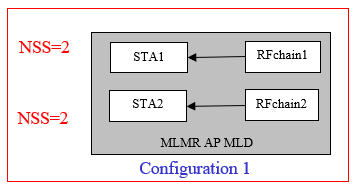 NSS=2
STA1
RFchain1
NSS=2
STA2
RFchain2
MLMR AP MLD
Configuration 1